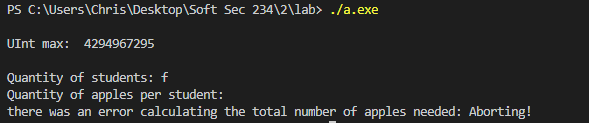 PS C:\Users\Chris\Desktop\Soft Sec 234\2\lab> ./a.exe
UInt max:  4294967295
Quantity of students: f
Quantity of apples per student:
there was an error calculating the total number of apples needed: Aborting!